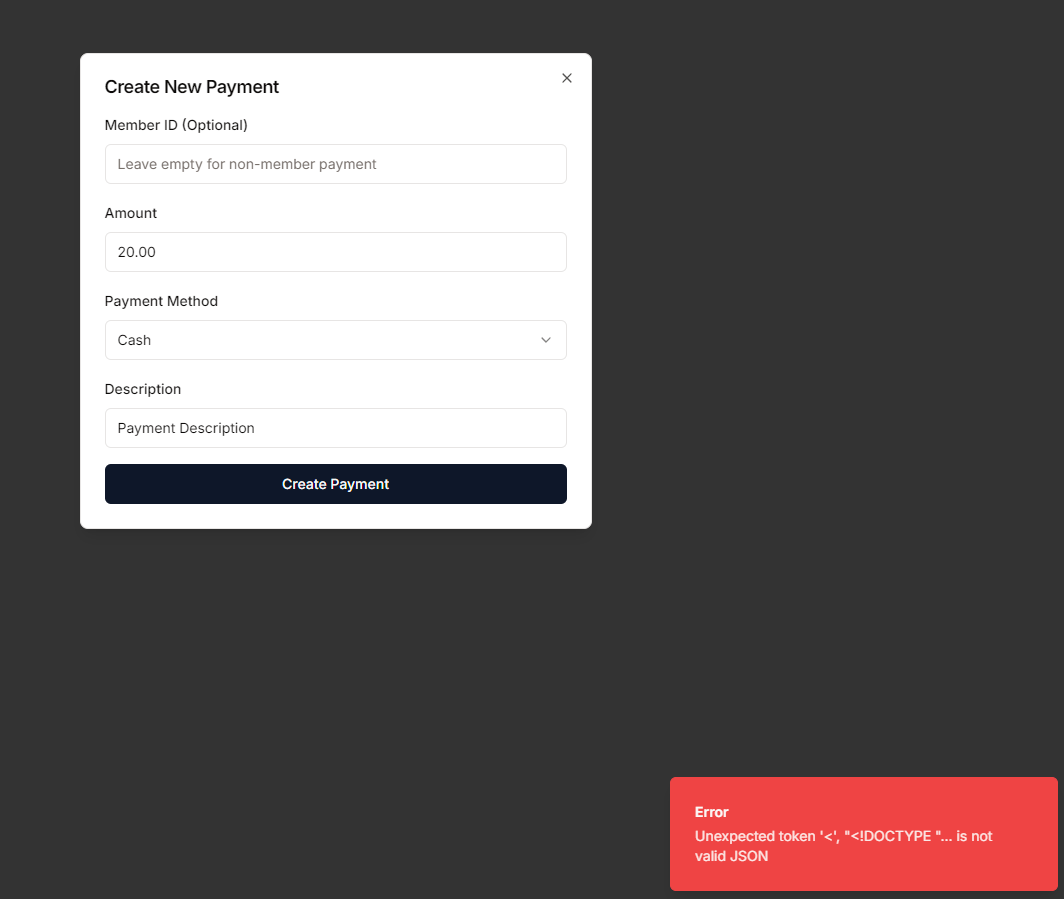 Create New Payment
Member ID (Optional)
Leave empty for non-member payment
Amount
20.00
Payment Method
Cash
Description
Payment Description
Create Payment
Error
Unexpected token '<', "<!DOCTYPE "... is not
valid JSON